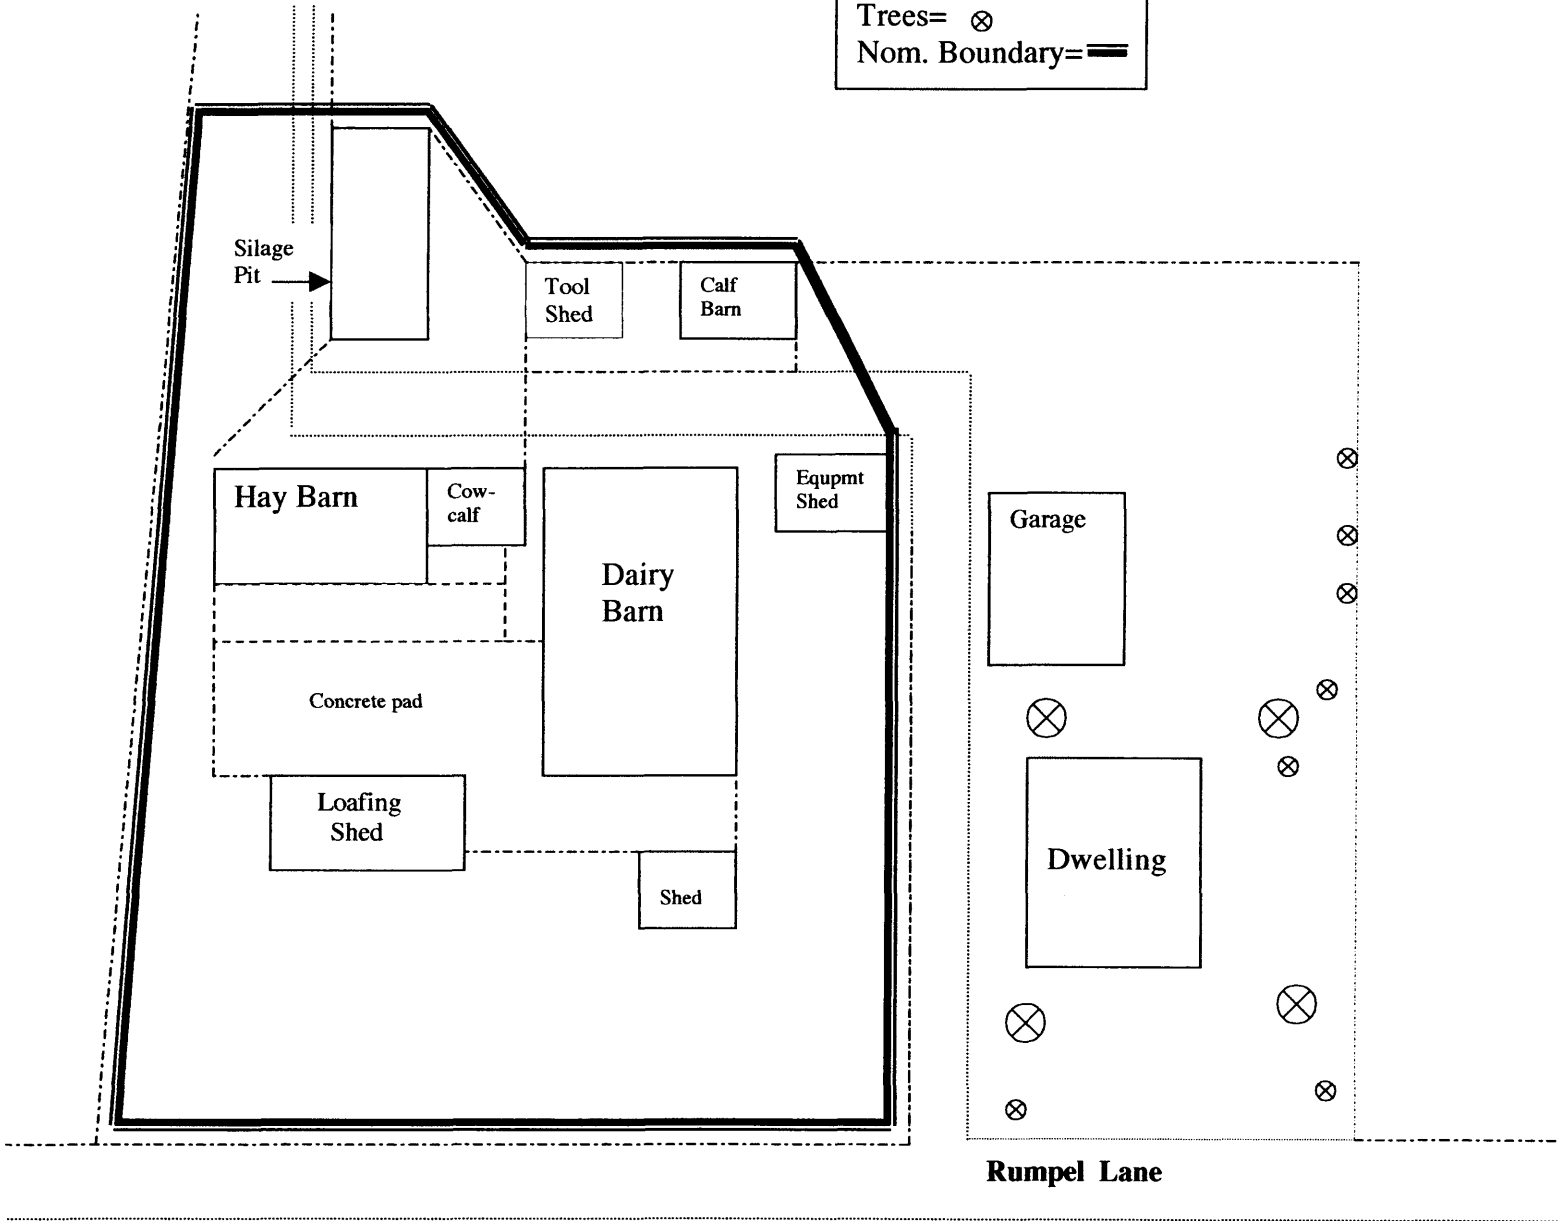 Trees=
Nom. Boundary=
Silage
Pit
Tool
Shed
Calf
Barn
Hay Barn
Cow-
calf
Equpmt
Shed
Garage
Dairy
Barn
Concrete pad
Loafing
Shed
Dwelling
Shed
Rumpel Lane